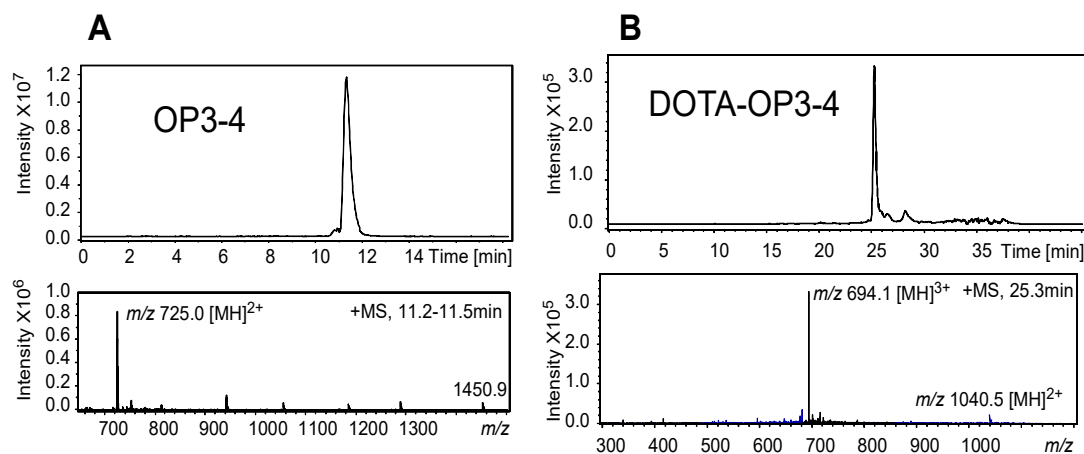 A
Intensity X10⁷
1.2
1.0
0.8
0.6
0.4
0.2
0.0
OP3-4
0 2 4 6 8 10 12 14 Time [min]
Intensity X10⁶
1.0
0.8
0.6
0.4
0.2
0.0
m/z 725.0 [MH]²⁺
+MS, 11.2-11.5min
1450.9
700 800 900 1000 1100 1200 1300 m/z
B
Intensity X10⁵
3.0
2.0
1.0
0.0
DOTA-OP3-4
0 5 10 15 20 25 30 35 Time [min]
Intensity X10⁵
3.0
2.0
1.0
0.0
m/z 694.1 [MH]³⁺ +MS, 25.3min
m/z 1040.5 [MH]²⁺
300 400 500 600 700 800 900 1000 m/z